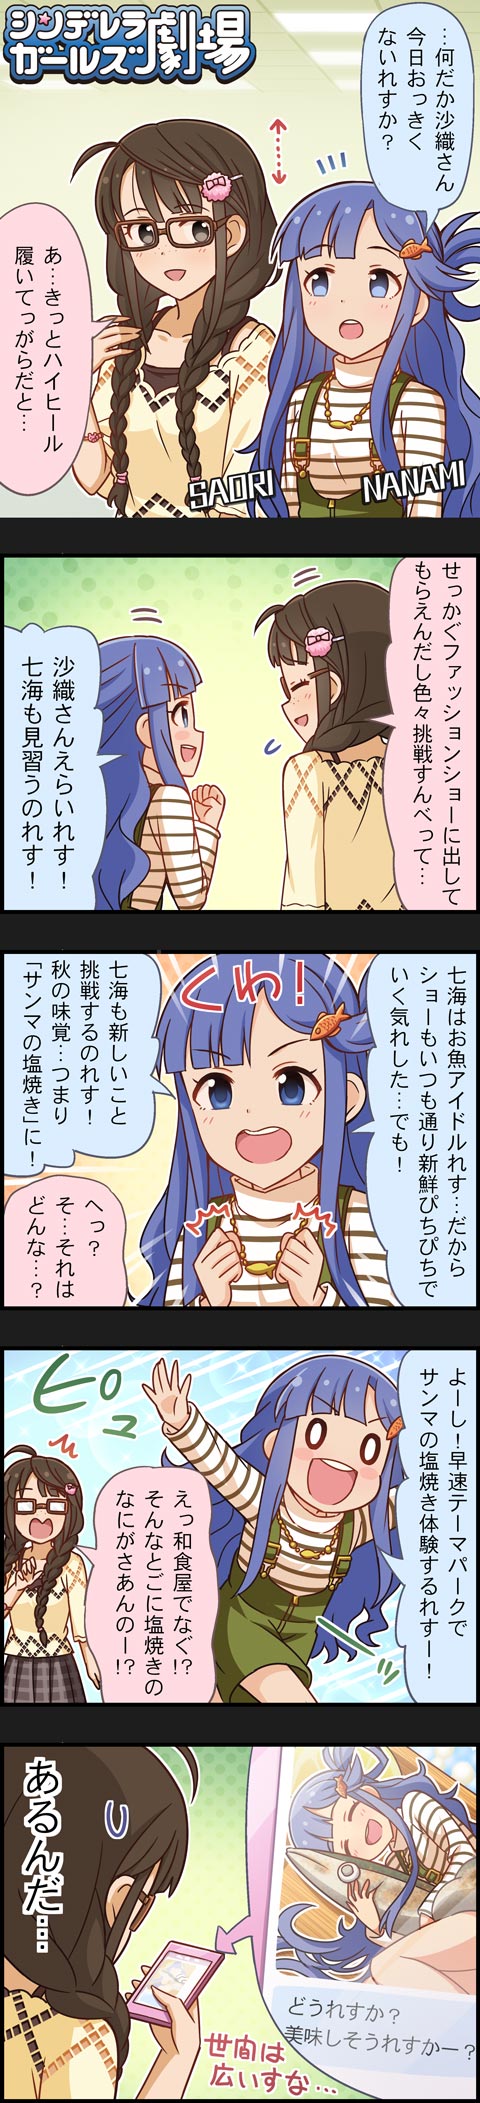 シンデレラ
ガールズ劇場
…何だか沙織さん
今日おっきく
ないれすか？
あ…きっとハイヒール
履いてっがらだと…
SAORI
NANAMI
せっかぐファッションショーに出して
もらえんだし色々挑戦すんべって…
沙織さんえらいれす！
七海も見習うのれす！
くわ！
七海はお魚アイドルれす…だから
ショーもいつも通り新鮮ぴちぴちで
いく気れした…でも！
七海も新しいこと
挑戦するのれす！
秋の味覚…つまり
「サンマの塩焼き」に！
へっ？
そ…それは
どんな…？
よーし！早速テーマパークで
サンマの塩焼き体験するれすー！
ピュー
えっ和食屋でなぐ!?
そんなとごに塩焼きの
なにがさあんのー!?
あるんだ…
どうれすか？
美味しそうれすかー？
世間は
広いすな…